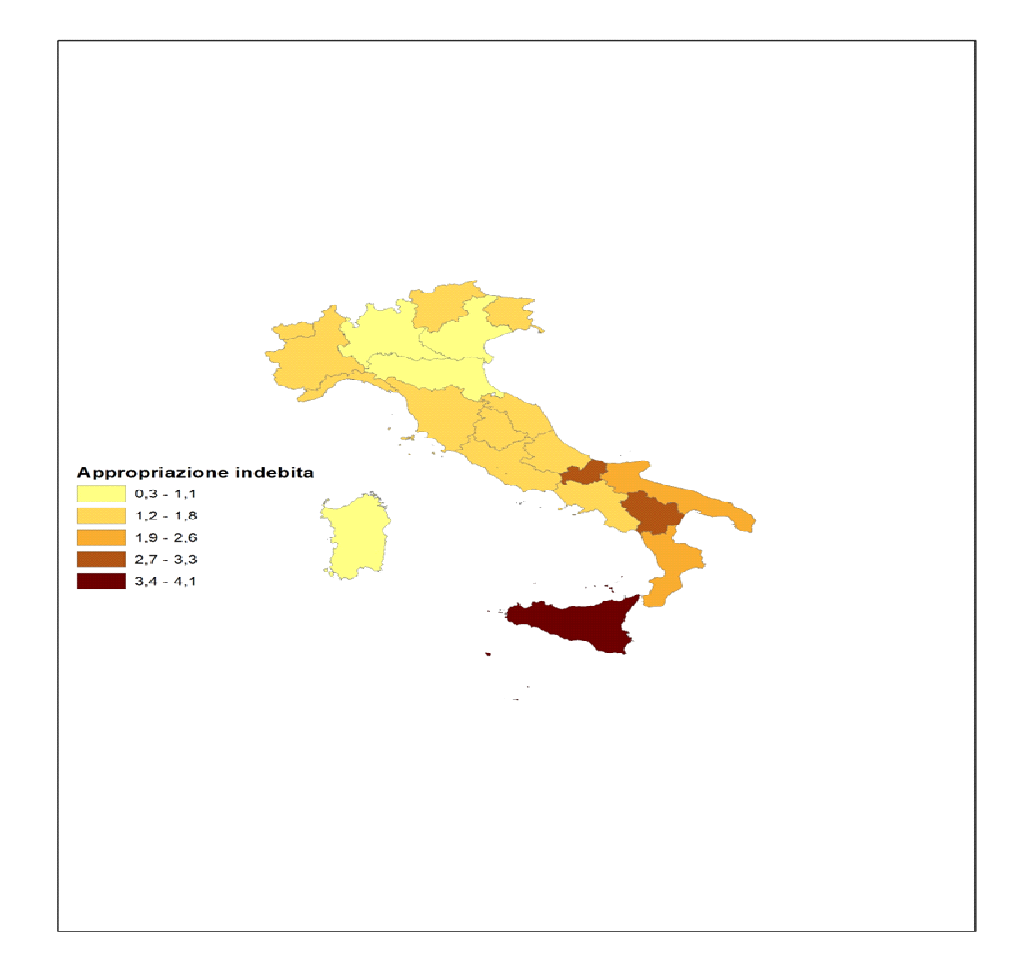 Appropriazione indebita
0,3 - 1,1
1,2 - 1,8
1,9 - 2,6
2,7 - 3,3
3,4 - 4,1